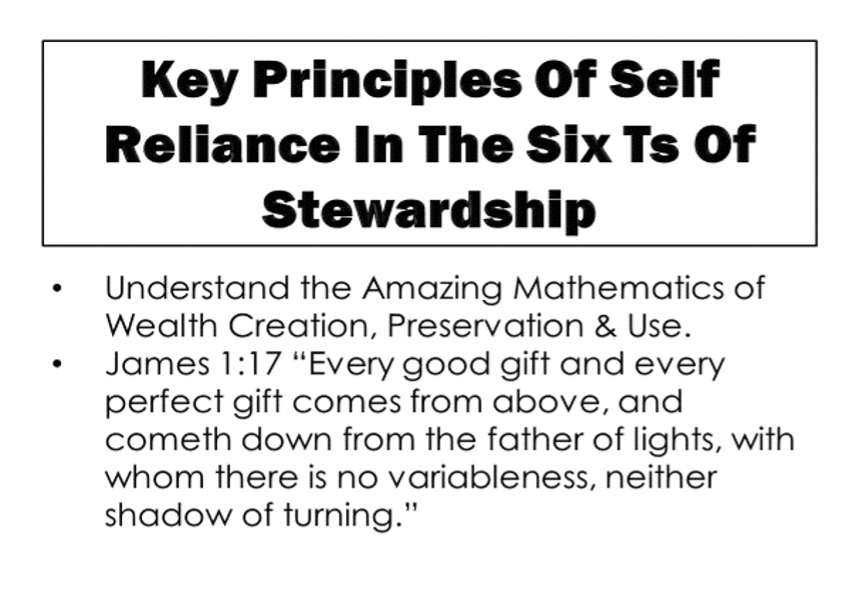 Key Principles Of Self
Reliance In The Six Ts Of
Stewardship
• Understand the Amazing Mathematics of
Wealth Creation, Preservation & Use.
• James 1:17 “Every good gift and every
perfect gift comes from above, and
cometh down from the father of lights, with
whom there is no variableness, neither
shadow of turning.”